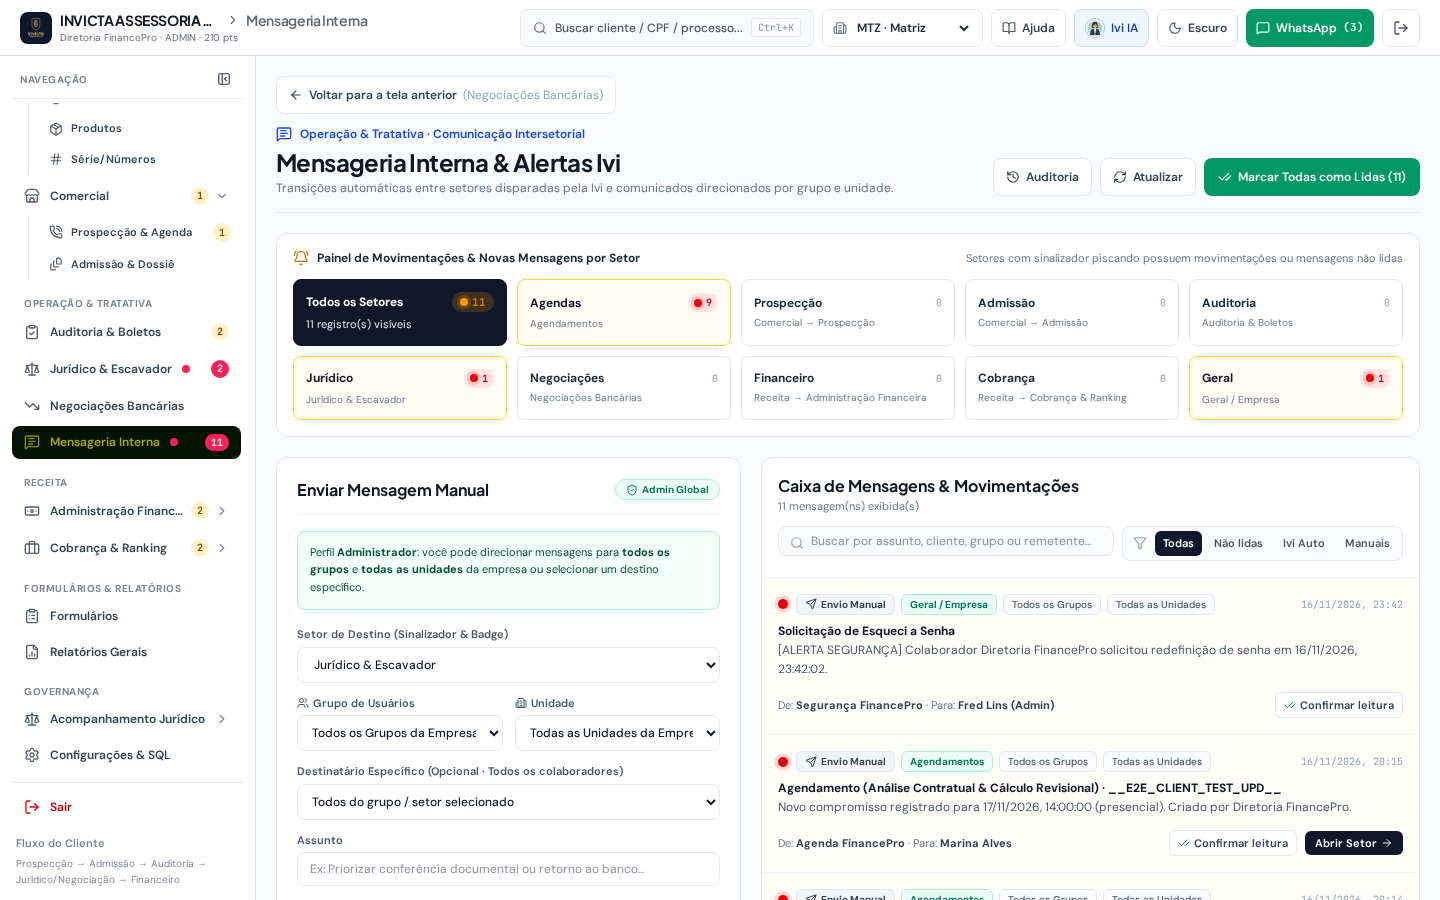 INVICTA ASSESSORIA ...
Diretoria FinancePro · ADMIN · 210 pts
Mensageria Interna
Buscar cliente / CPF / processo...
Ctrl+K
MTZ · Matriz
Ajuda
Ivi IA
Escuro
WhatsApp (3)
NAVEGAÇÃO
Produtos
Série/Números
Comercial 1
Prospecção & Agenda 1
Admissão & Dossiê
OPERAÇÃO & TRATATIVA
Auditoria & Boletos 2
Jurídico & Escavador 2
Negociações Bancárias
Mensageria Interna 11
RECEITA
Administração Financ... 2
Cobrança & Ranking 2
FORMULÁRIOS & RELATÓRIOS
Formulários
Relatórios Gerais
GOVERNANÇA
Acompanhamento Jurídico
Configurações & SQL
Sair
Fluxo do Cliente
Prospecção → Admissão → Auditoria →
Jurídico/Negociação → Financeiro
Voltar para a tela anterior (Negociações Bancárias)
Operação & Tratativa · Comunicação Intersetorial
Mensageria Interna & Alertas Ivi
Transições automáticas entre setores disparadas pela Ivi e comunicados direcionados por grupo e unidade.
Auditoria
Atualizar
Marcar Todas como Lidas (11)
Painel de Movimentações & Novas Mensagens por Setor
Setores com sinalizador piscando possuem movimentações ou mensagens não lidas
Todos os Setores 11
11 registro(s) visíveis
Agendas 9
Agendamentos
Prospecção 0
Comercial → Prospecção
Admissão 0
Comercial → Admissão
Auditoria 0
Auditoria & Boletos
Jurídico 1
Jurídico & Escavador
Negociações 0
Negociações Bancárias
Financeiro 0
Receita → Administração Financeira
Cobrança 0
Receita → Cobrança & Ranking
Geral 1
Geral / Empresa
Enviar Mensagem Manual
Admin Global
Perfil Administrador: você pode direcionar mensagens para todos os
grupos e todas as unidades da empresa ou selecionar um destino
específico.
Setor de Destino (Sinalizador & Badge)
Jurídico & Escavador
Grupo de Usuários
Todos os Grupos da Empresa
Unidade
Todas as Unidades da Empre
Destinatário Específico (Opcional · Todos os colaboradores)
Todos do grupo / setor selecionado
Assunto
Ex: Priorizar conferência documental ou retorno ao banco...
Caixa de Mensagens & Movimentações
11 mensagem(ns) exibida(s)
Buscar por assunto, cliente, grupo ou remetente...
Todas
Não lidas
Ivi Auto
Manuais
Envio Manual
Geral / Empresa
Todos os Grupos
Todas as Unidades
16/11/2026, 23:42
Solicitação de Esqueci a Senha
[ALERTA SEGURANÇA] Colaborador Diretoria FinancePro solicitou redefinição de senha em 16/11/2026,
23:42:02.
De: Segurança FinancePro · Para: Fred Lins (Admin)
Confirmar leitura
Envio Manual
Agendamentos
Todos os Grupos
Todas as Unidades
16/11/2026, 20:15
Agendamento (Análise Contratual & Cálculo Revisional) · __E2E_CLIENT_TEST_UPD__
Novo compromisso registrado para 17/11/2026, 14:00:00 (presencial). Criado por Diretoria FinancePro.
De: Agenda FinancePro · Para: Marina Alves
Confirmar leitura
Abrir Setor →
Envio Manual
Agendamentos
Todos os Grupos
Todas as Unidades
16/11/2026, 20:14